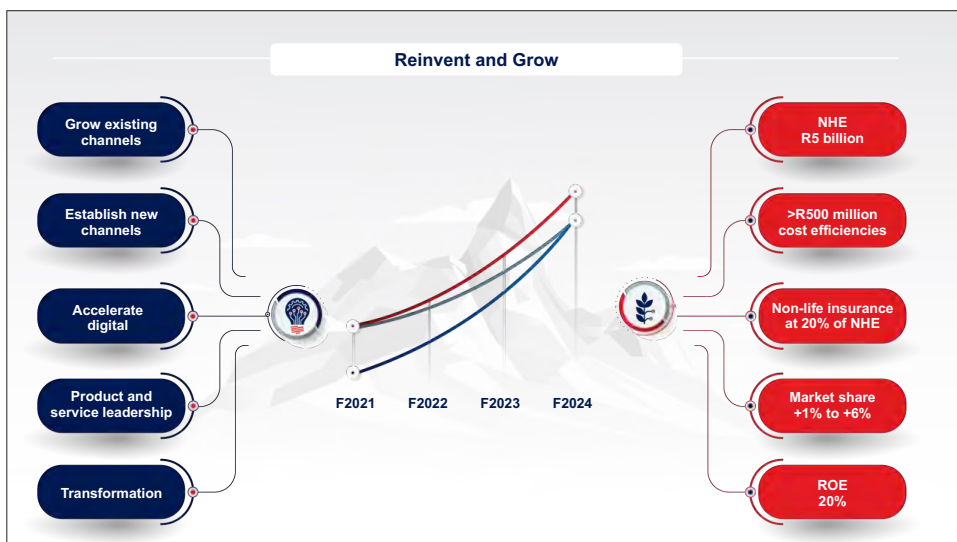 Reinvent and Grow
Grow existing
channels
Establish new
channels
Accelerate
digital
Product and
service leadership
Transformation
F2021
F2022
F2023
F2024
NHE
R5 billion
>R500 million
cost efficiencies
Non-life insurance
at 20% of NHE
Market share
+1% to +6%
ROE
20%